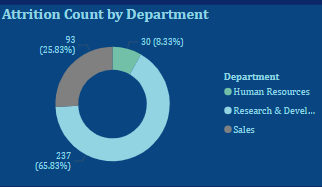 Attrition Count by Department
93
(25.83%)
30 (8.33%)
237
(65.83%)
Department
Human Resources
Research & Devel...
Sales